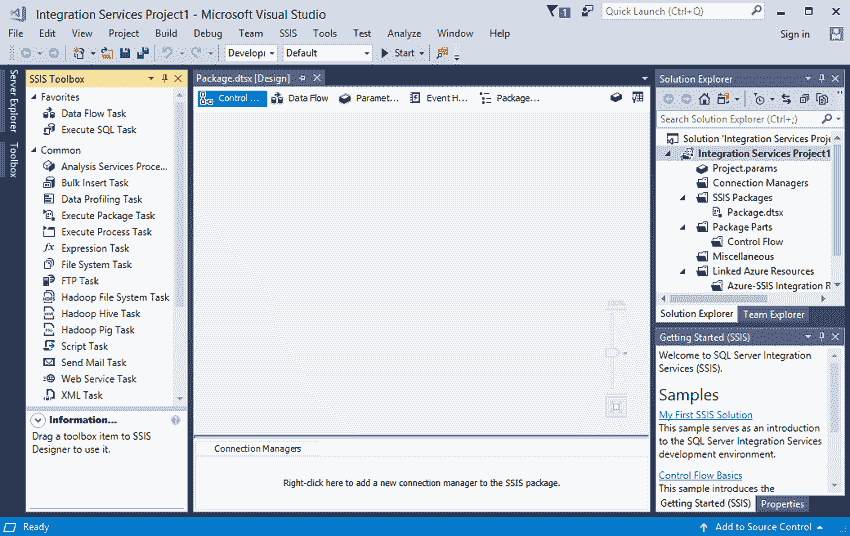 Integration Services Project1 - Microsoft Visual Studio
1
Quick Launch (Ctrl+Q)
File Edit View Project Build Debug Team SSIS Tools Test Analyze Window Help
Sign in
Develop Default Start
Server Explorer
Toolbox
SSIS Toolbox
Favorites
Data Flow Task
Execute SQL Task
Common
Analysis Services Proce...
Bulk Insert Task
Data Profiling Task
Execute Package Task
Execute Process Task
fx Expression Task
File System Task
FTP Task
Hadoop File System Task
Hadoop Hive Task
Hadoop Pig Task
Script Task
Send Mail Task
Web Service Task
XML Task
Information...
Drag a toolbox item to SSIS
Designer to use it.
Package.dtsx [Design]
Control ... Data Flow Paramet... Event H... Package...
100%
Connection Managers
Right-click here to add a new connection manager to the SSIS package.
Solution Explorer
Search Solution Explorer (Ctrl+;)
Solution 'Integration Services Proje
Integration Services Project1
Project.params
Connection Managers
SSIS Packages
Package.dtsx
Package Parts
Control Flow
Miscellaneous
Linked Azure Resources
Azure-SSIS Integration R
Solution Explorer Team Explorer
Getting Started (SSIS)
Welcome to SQL Server Integration
Services (SSIS).
Samples
My First SSIS Solution
This sample serves as an introduction
to the SQL Server Integration Services
development environment.
Control Flow Basics
This sample introduces the
Getting Started (SSIS) Properties
Ready
Add to Source Control